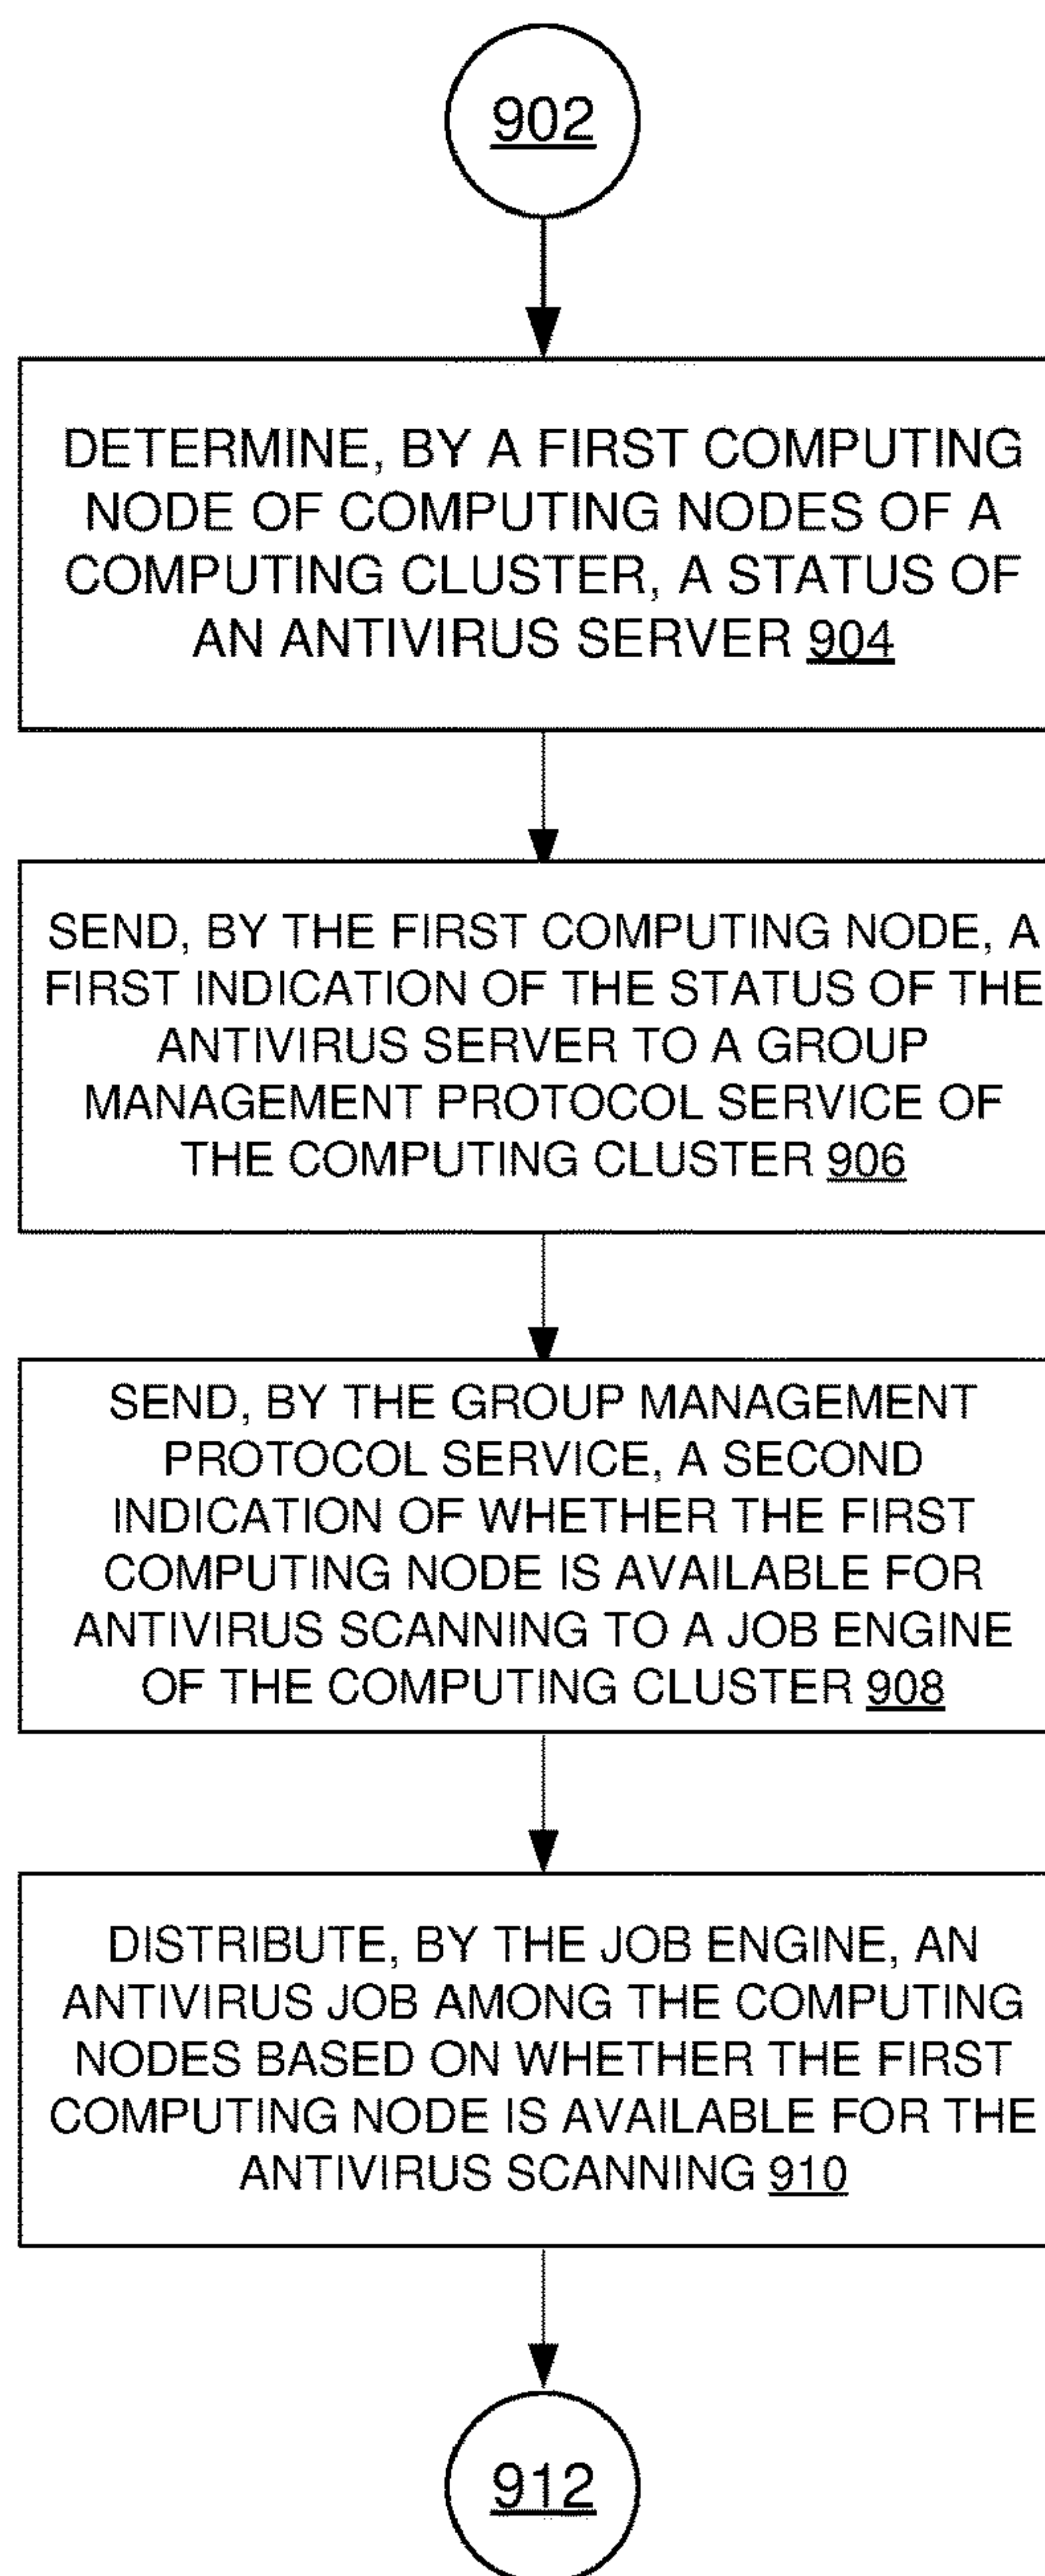 902
DETERMINE, BY A FIRST COMPUTING
NODE OF COMPUTING NODES OF A
COMPUTING CLUSTER, A STATUS OF
AN ANTIVIRUS SERVER 904
SEND, BY THE FIRST COMPUTING NODE, A
FIRST INDICATION OF THE STATUS OF THE
ANTIVIRUS SERVER TO A GROUP
MANAGEMENT PROTOCOL SERVICE OF
THE COMPUTING CLUSTER 906
SEND, BY THE GROUP MANAGEMENT
PROTOCOL SERVICE, A SECOND
INDICATION OF WHETHER THE FIRST
COMPUTING NODE IS AVAILABLE FOR
ANTIVIRUS SCANNING TO A JOB ENGINE
OF THE COMPUTING CLUSTER 908
DISTRIBUTE, BY THE JOB ENGINE, AN
ANTIVIRUS JOB AMONG THE COMPUTING
NODES BASED ON WHETHER THE FIRST
COMPUTING NODE IS AVAILABLE FOR THE
ANTIVIRUS SCANNING 910
912